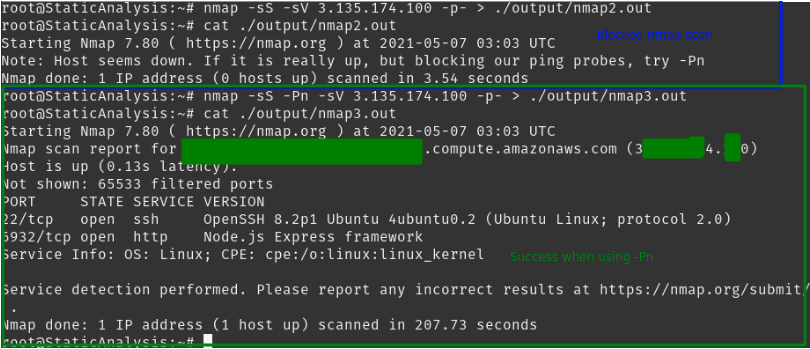 root@StaticAnalysis:~# nmap -sS -sV 3.135.174.100 -p- > ./output/nmap2.out
root@StaticAnalysis:~# cat ./output/nmap2.out
Starting Nmap 7.80 ( https://nmap.org ) at 2021-05-07 03:03 UTC
blocked nmap scan
Note: Host seems down. If it is really up, but blocking our ping probes, try -Pn
Nmap done: 1 IP address (0 hosts up) scanned in 3.54 seconds
root@StaticAnalysis:~# nmap -sS -Pn -sV 3.135.174.100 -p- > ./output/nmap3.out
root@StaticAnalysis:~# cat ./output/nmap3.out
Starting Nmap 7.80 ( https://nmap.org ) at 2021-05-07 03:03 UTC
Nmap scan report for .compute.amazonaws.com (3 4. 0)
Host is up (0.13s latency).
Not shown: 65533 filtered ports
PORT STATE SERVICE VERSION
22/tcp open ssh OpenSSH 8.2p1 Ubuntu 4ubuntu0.2 (Ubuntu Linux; protocol 2.0)
6932/tcp open http Node.js Express framework
Service Info: OS: Linux; CPE: cpe:/o:linux:linux_kernel
Success when using -Pn
Service detection performed. Please report any incorrect results at https://nmap.org/submit/
.
Nmap done: 1 IP address (1 host up) scanned in 207.73 seconds
root@StaticAnalysis:~#